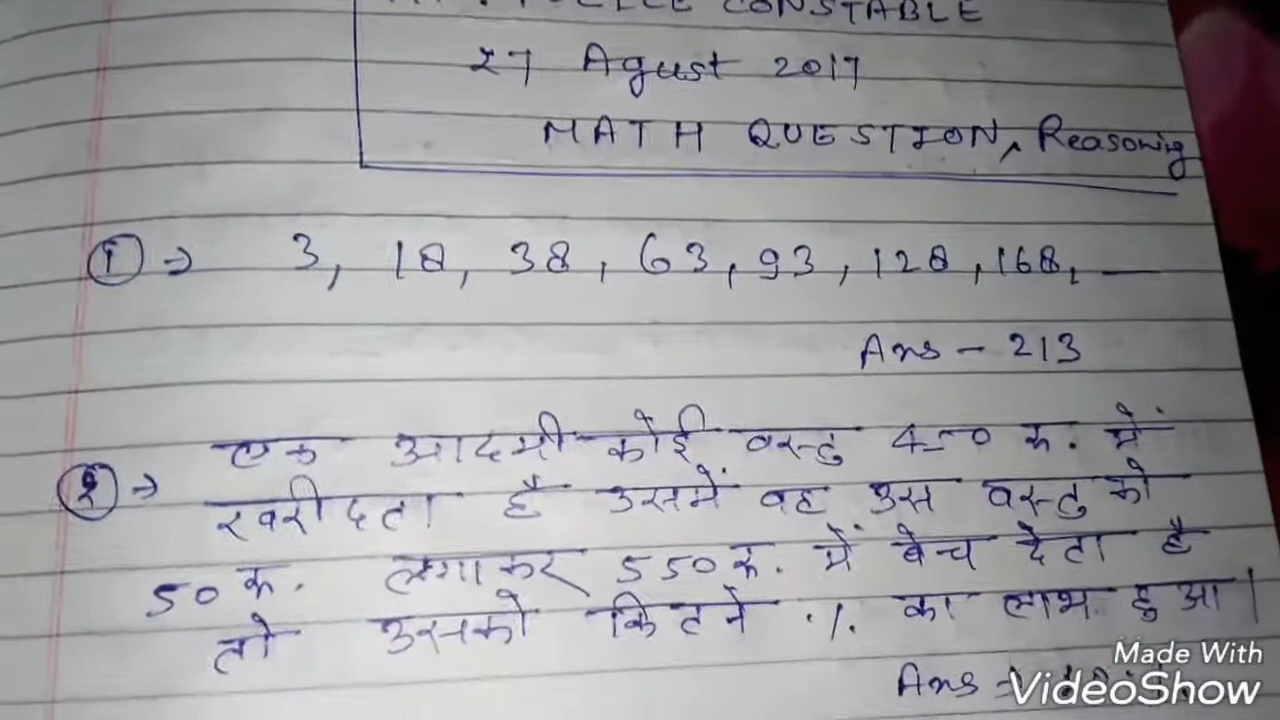 POLICE CONSTABLE
27 Agust 2017
MATH QUESTION, Reasoning
① → 3, 18, 38, 63, 93, 128, 168, —
Ans - 213
② → एक आदमी कोई वस्तु 450 रु. में
खरीदता है उसमें वह उस वस्तु को
50 रु. लगाकर 550 रु. में बेच देता है
तो उसको कितने % का लाभ हुआ।
Ans -
Made With
VideoShow